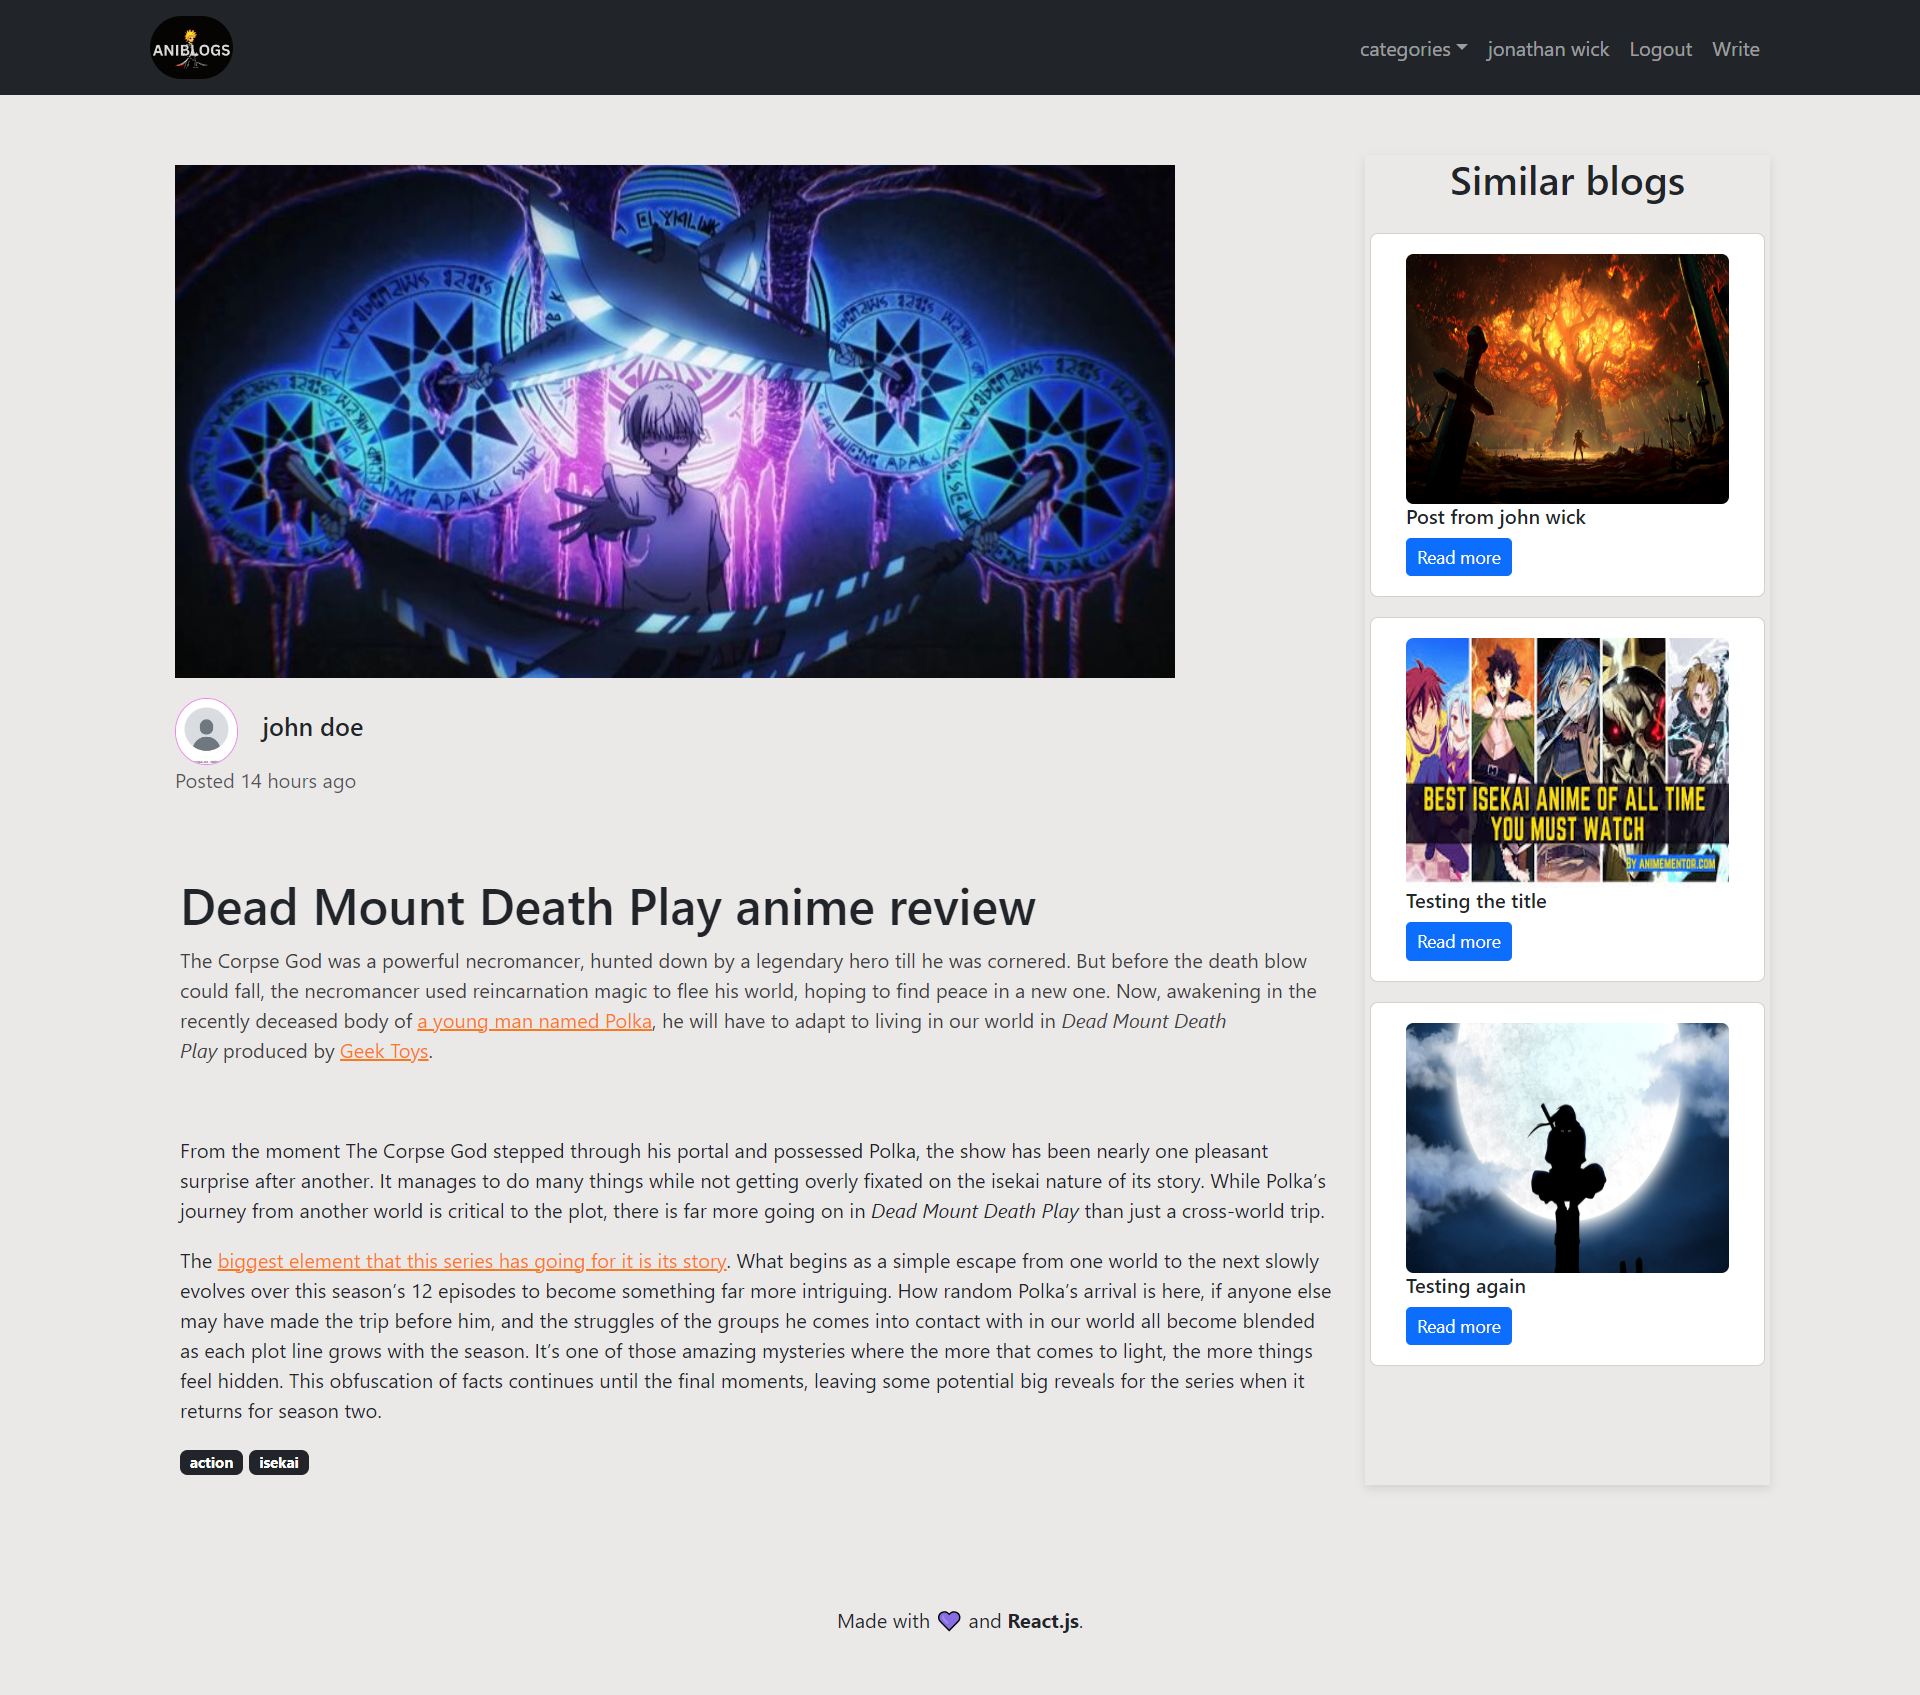 ANIBLOGS
categories
jonathan wick
Logout
Write
john doe
Posted 14 hours ago
Dead Mount Death Play anime review
The Corpse God was a powerful necromancer, hunted down by a legendary hero till he was cornered. But before the death blow
could fall, the necromancer used reincarnation magic to flee his world, hoping to find peace in a new one. Now, awakening in the
recently deceased body of a young man named Polka, he will have to adapt to living in our world in Dead Mount Death
Play produced by Geek Toys.
From the moment The Corpse God stepped through his portal and possessed Polka, the show has been nearly one pleasant
surprise after another. It manages to do many things while not getting overly fixated on the isekai nature of its story. While Polka’s
journey from another world is critical to the plot, there is far more going on in Dead Mount Death Play than just a cross-world trip.
The biggest element that this series has going for it is its story. What begins as a simple escape from one world to the next slowly
evolves over this season’s 12 episodes to become something far more intriguing. How random Polka’s arrival is here, if anyone else
may have made the trip before him, and the struggles of the groups he comes into contact with in our world all become blended
as each plot line grows with the season. It’s one of those amazing mysteries where the more that comes to light, the more things
feel hidden. This obfuscation of facts continues until the final moments, leaving some potential big reveals for the series when it
returns for season two.
action
isekai
Similar blogs
Post from john wick
Read more
BEST ISEKAI ANIME OF ALL TIME
YOU MUST WATCH
BY ANIMEMENTOR.COM
Testing the title
Read more
Testing again
Read more
Made with 💜 and React.js.